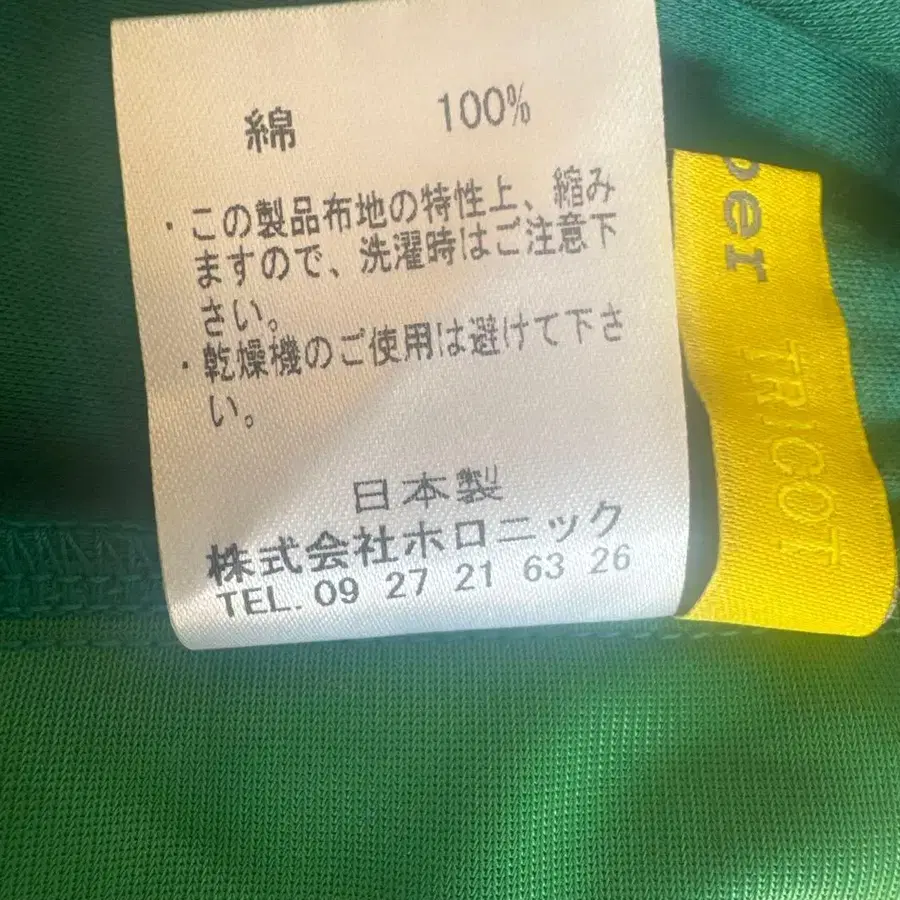 綿 100%
・この製品布地の特性上、縮み
ますので、洗濯時はご注意下
さい。
・乾燥機のご使用は避けて下さ
い。
日本製
株式会社ホロニック
TEL. 09 27 21 63 26
per
TRICOT